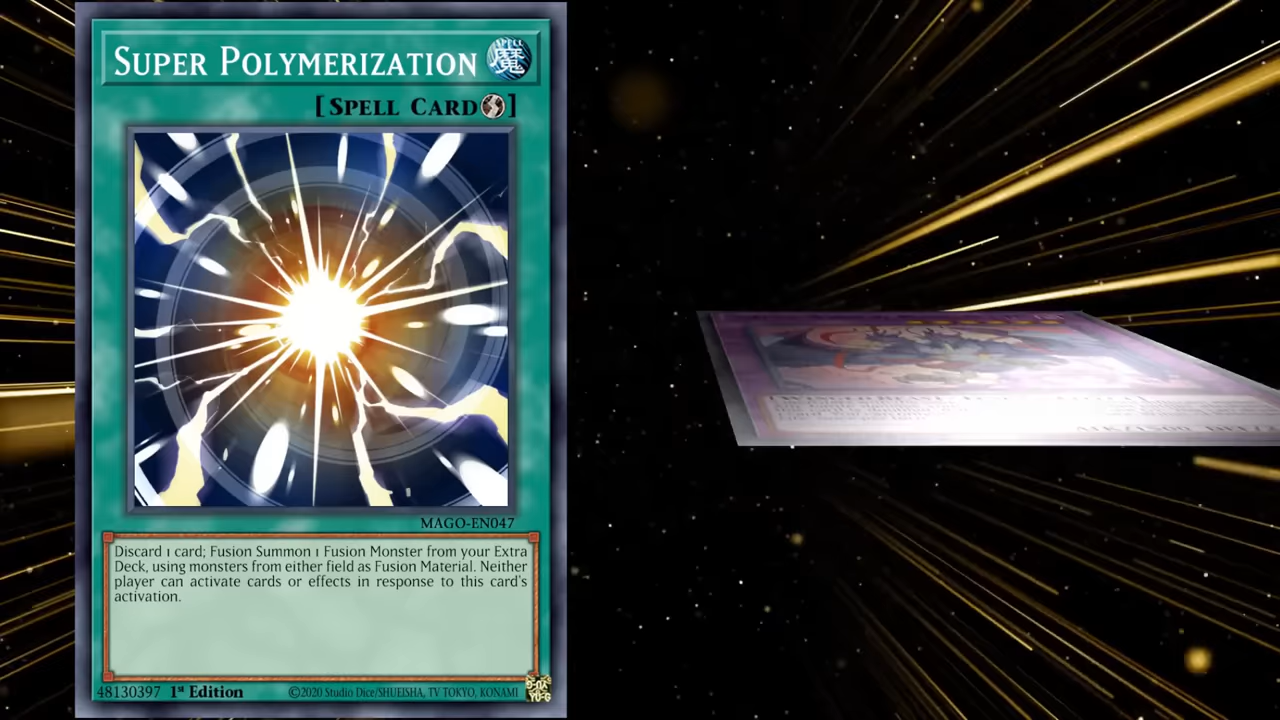 SUPER POLYMERIZATION 魔
[SPELL CARD]
MAGO-EN047
Discard 1 card; Fusion Summon 1 Fusion Monster from your Extra
Deck, using monsters from either field as Fusion Material. Neither
player can activate cards or effects in response to this card's
activation.
48130397 1st Edition ©2020 Studio Dice/SHUEISHA, TV TOKYO, KONAMI